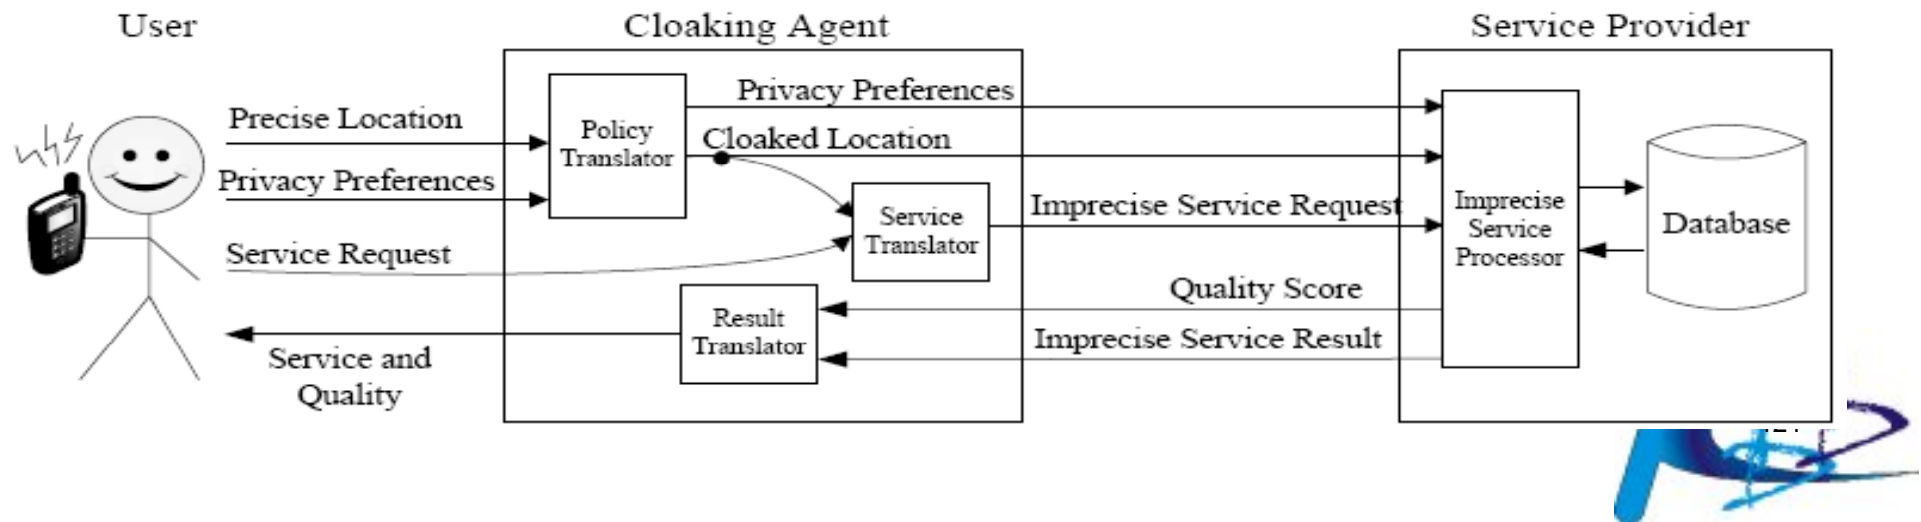 User
Cloaking Agent
Service Provider
Precise Location
Privacy Preferences
Service Request
Service and
Quality
Policy
Translator
Privacy Preferences
Cloaked Location
Service
Translator
Result
Translator
Imprecise Service Request
Quality Score
Imprecise Service Result
Imprecise
Service
Processor
Database